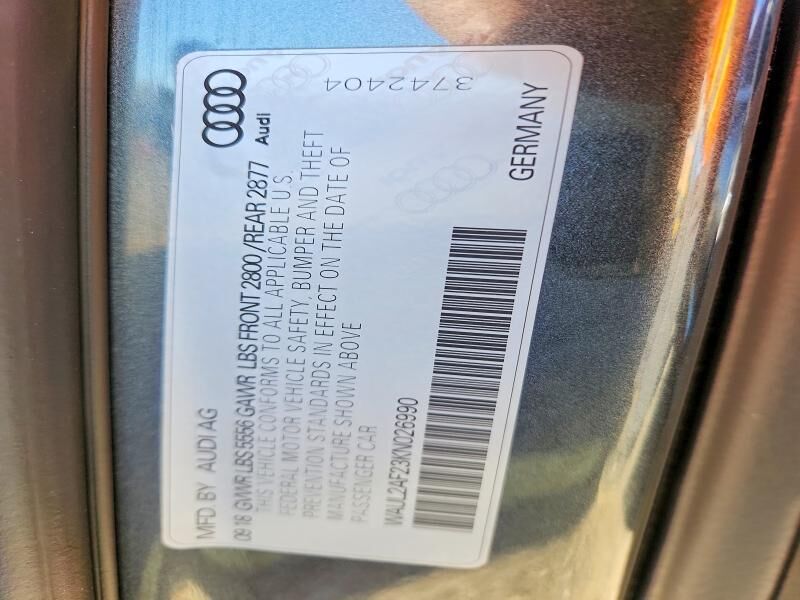 MFD. BY AUDI AG
0918 GVWR LBS 5556 GAWR LBS FRONT 2800 / REAR 2877
THIS VEHICLE CONFORMS TO ALL APPLICABLE U.S.
FEDERAL MOTOR VEHICLE SAFETY, BUMPER AND THEFT
PREVENTION STANDARDS IN EFFECT ON THE DATE OF
MANUFACTURE SHOWN ABOVE
PASSENGER CAR
WAUL2AF23KN026990
Audi
3742404
GERMANY